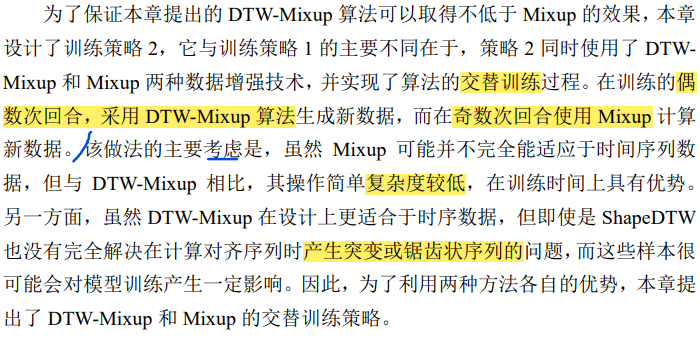 为了保证本章提出的 DTW-Mixup 算法可以取得不低于 Mixup 的效果，本章
设计了训练策略 2，它与训练策略 1 的主要不同在于，策略 2 同时使用了 DTW-
Mixup 和 Mixup 两种数据增强技术，并实现了算法的交替训练过程。在训练的偶
数次回合，采用 DTW-Mixup 算法生成新数据，而在奇数次回合使用 Mixup 计算
新数据。该做法的主要考虑是，虽然 Mixup 可能并不完全能适应于时间序列数
据，但与 DTW-Mixup 相比，其操作简单复杂度较低，在训练时间上具有优势。
另一方面，虽然 DTW-Mixup 在设计上更适合于时序数据，但即使是 ShapeDTW
也没有完全解决在计算对齐序列时产生突变或锯齿状序列的问题，而这些样本很
可能会对模型训练产生一定影响。因此，为了利用两种方法各自的优势，本章提
出了 DTW-Mixup 和 Mixup 的交替训练策略。